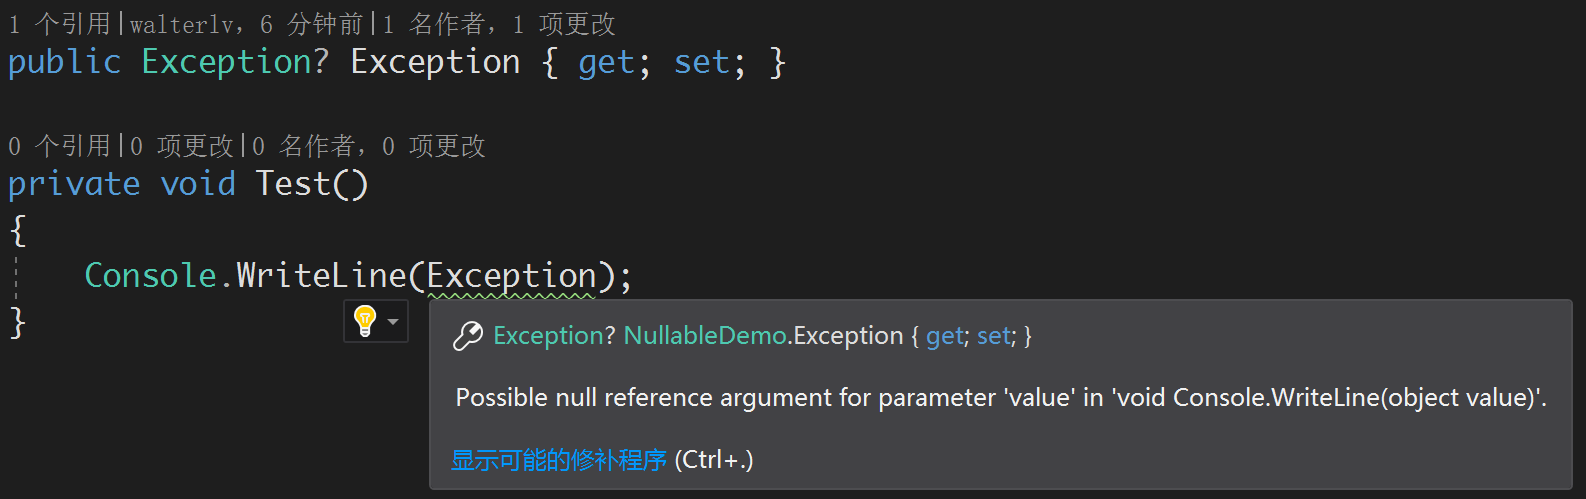 1 个引用|walterlv，6 分钟前|1 名作者，1 项更改
public Exception? Exception { get; set; }
0 个引用|0 项更改|0 名作者，0 项更改
private void Test()
{
Console.WriteLine(Exception);
}
Exception? NullableDemo.Exception { get; set; }
Possible null reference argument for parameter 'value' in 'void Console.WriteLine(object value)'.
显示可能的修补程序 (Ctrl+.)